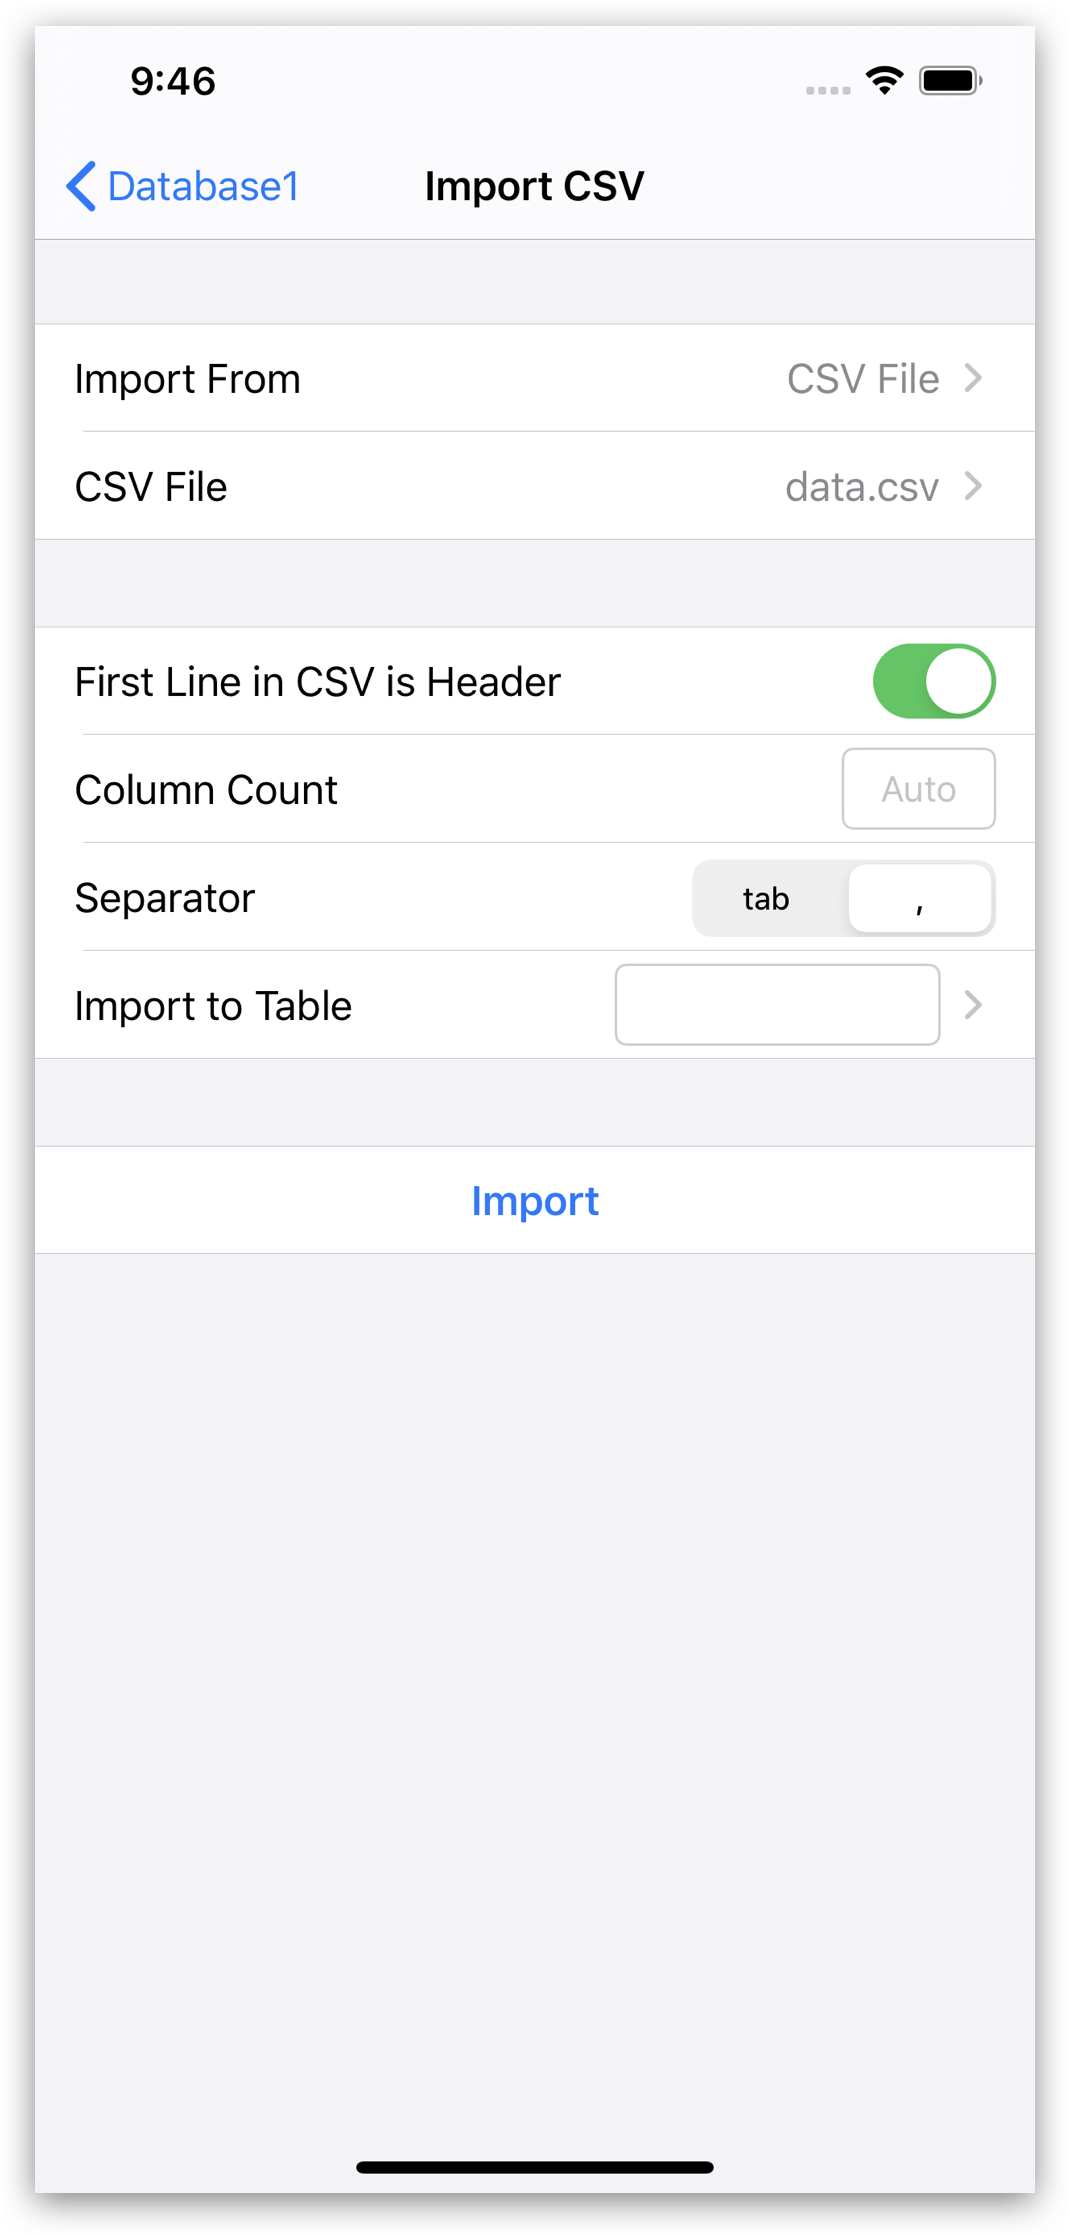 9:46
Database1 Import CSV
Import From CSV File
CSV File data.csv
First Line in CSV is Header
Column Count Auto
Separator tab ,
Import to Table
Import